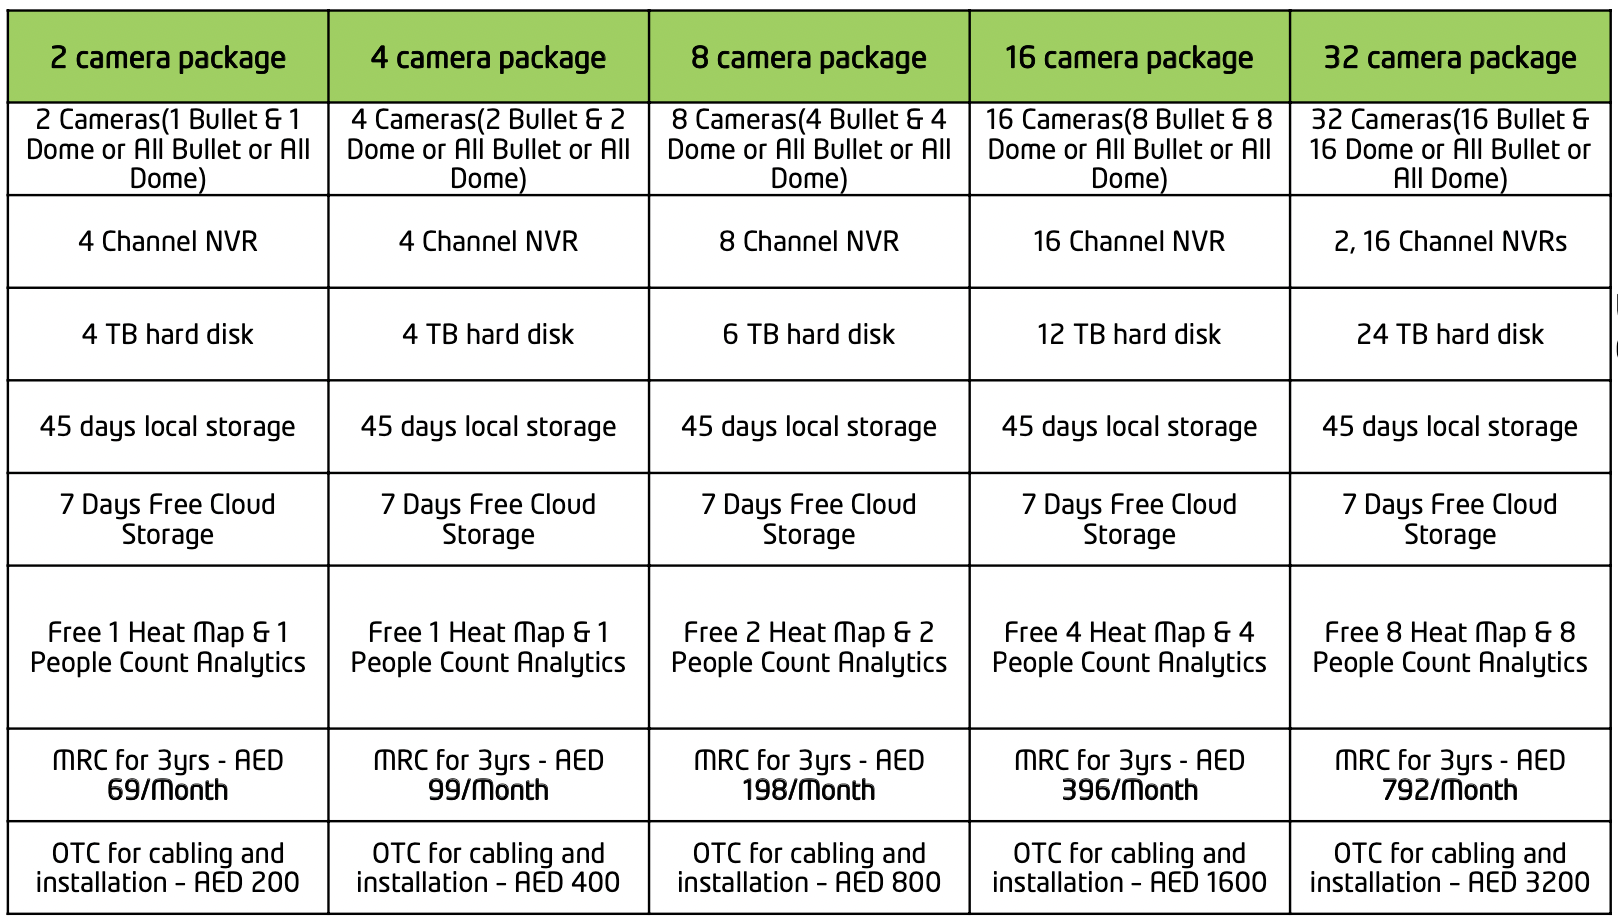 2 camera package
4 camera package
8 camera package
16 camera package
32 camera package
2 Cameras(1 Bullet & 1
Dome or All Bullet or All
Dome)
4 Cameras(2 Bullet & 2
Dome or All Bullet or All
Dome)
8 Cameras(4 Bullet & 4
Dome or All Bullet or All
Dome)
16 Cameras(8 Bullet & 8
Dome or All Bullet or All
Dome)
32 Cameras(16 Bullet &
16 Dome or All Bullet or
All Dome)
4 Channel NVR
4 Channel NVR
8 Channel NVR
16 Channel NVR
2, 16 Channel NVRs
4 TB hard disk
4 TB hard disk
6 TB hard disk
12 TB hard disk
24 TB hard disk
45 days local storage
45 days local storage
45 days local storage
45 days local storage
45 days local storage
7 Days Free Cloud
Storage
7 Days Free Cloud
Storage
7 Days Free Cloud
Storage
7 Days Free Cloud
Storage
7 Days Free Cloud
Storage
Free 1 Heat Map & 1
People Count Analytics
Free 1 Heat Map & 1
People Count Analytics
Free 2 Heat Map & 2
People Count Analytics
Free 4 Heat Map & 4
People Count Analytics
Free 8 Heat Map & 8
People Count Analytics
MRC for 3yrs - AED
69/Month
MRC for 3yrs - AED
99/Month
MRC for 3yrs - AED
198/Month
MRC for 3yrs - AED
396/Month
MRC for 3yrs - AED
792/Month
OTC for cabling and
installation – AED 200
OTC for cabling and
installation – AED 400
OTC for cabling and
installation – AED 800
OTC for cabling and
installation – AED 1600
OTC for cabling and
installation – AED 3200